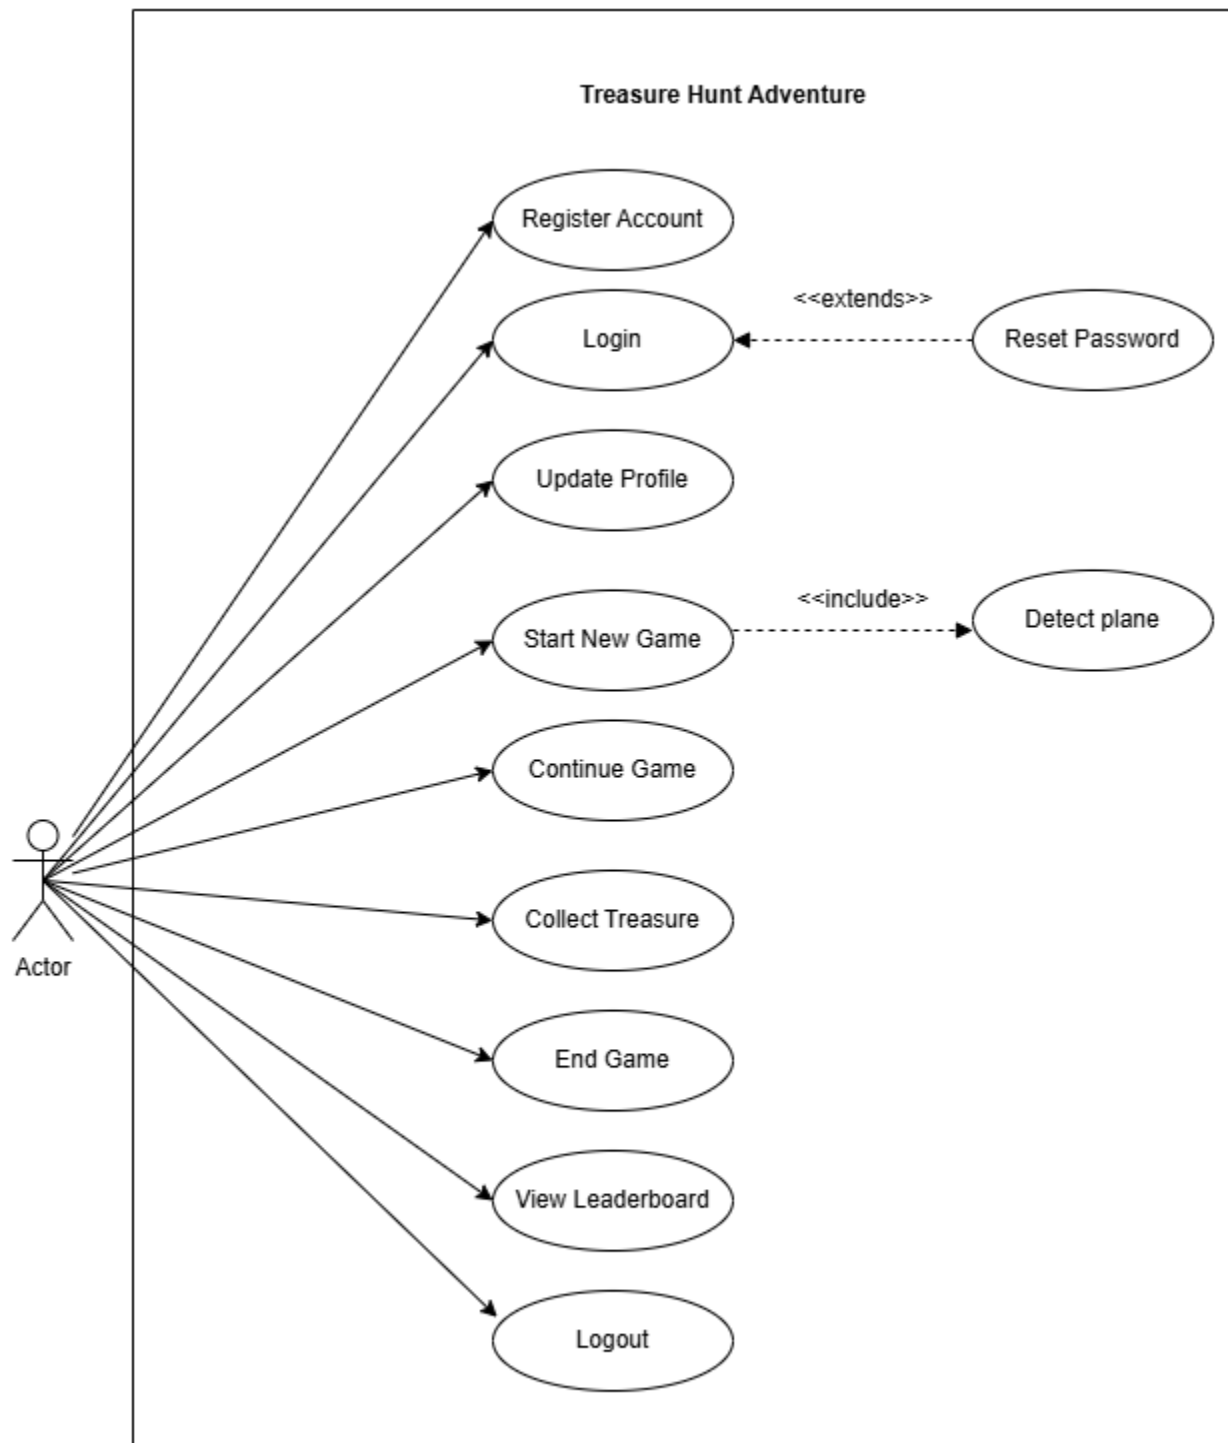 Treasure Hunt Adventure
Register Account
<<extends>>
Login
Reset Password
Update Profile
<<include>>
Start New Game
Detect plane
Continue Game
Collect Treasure
Actor
End Game
View Leaderboard
Logout